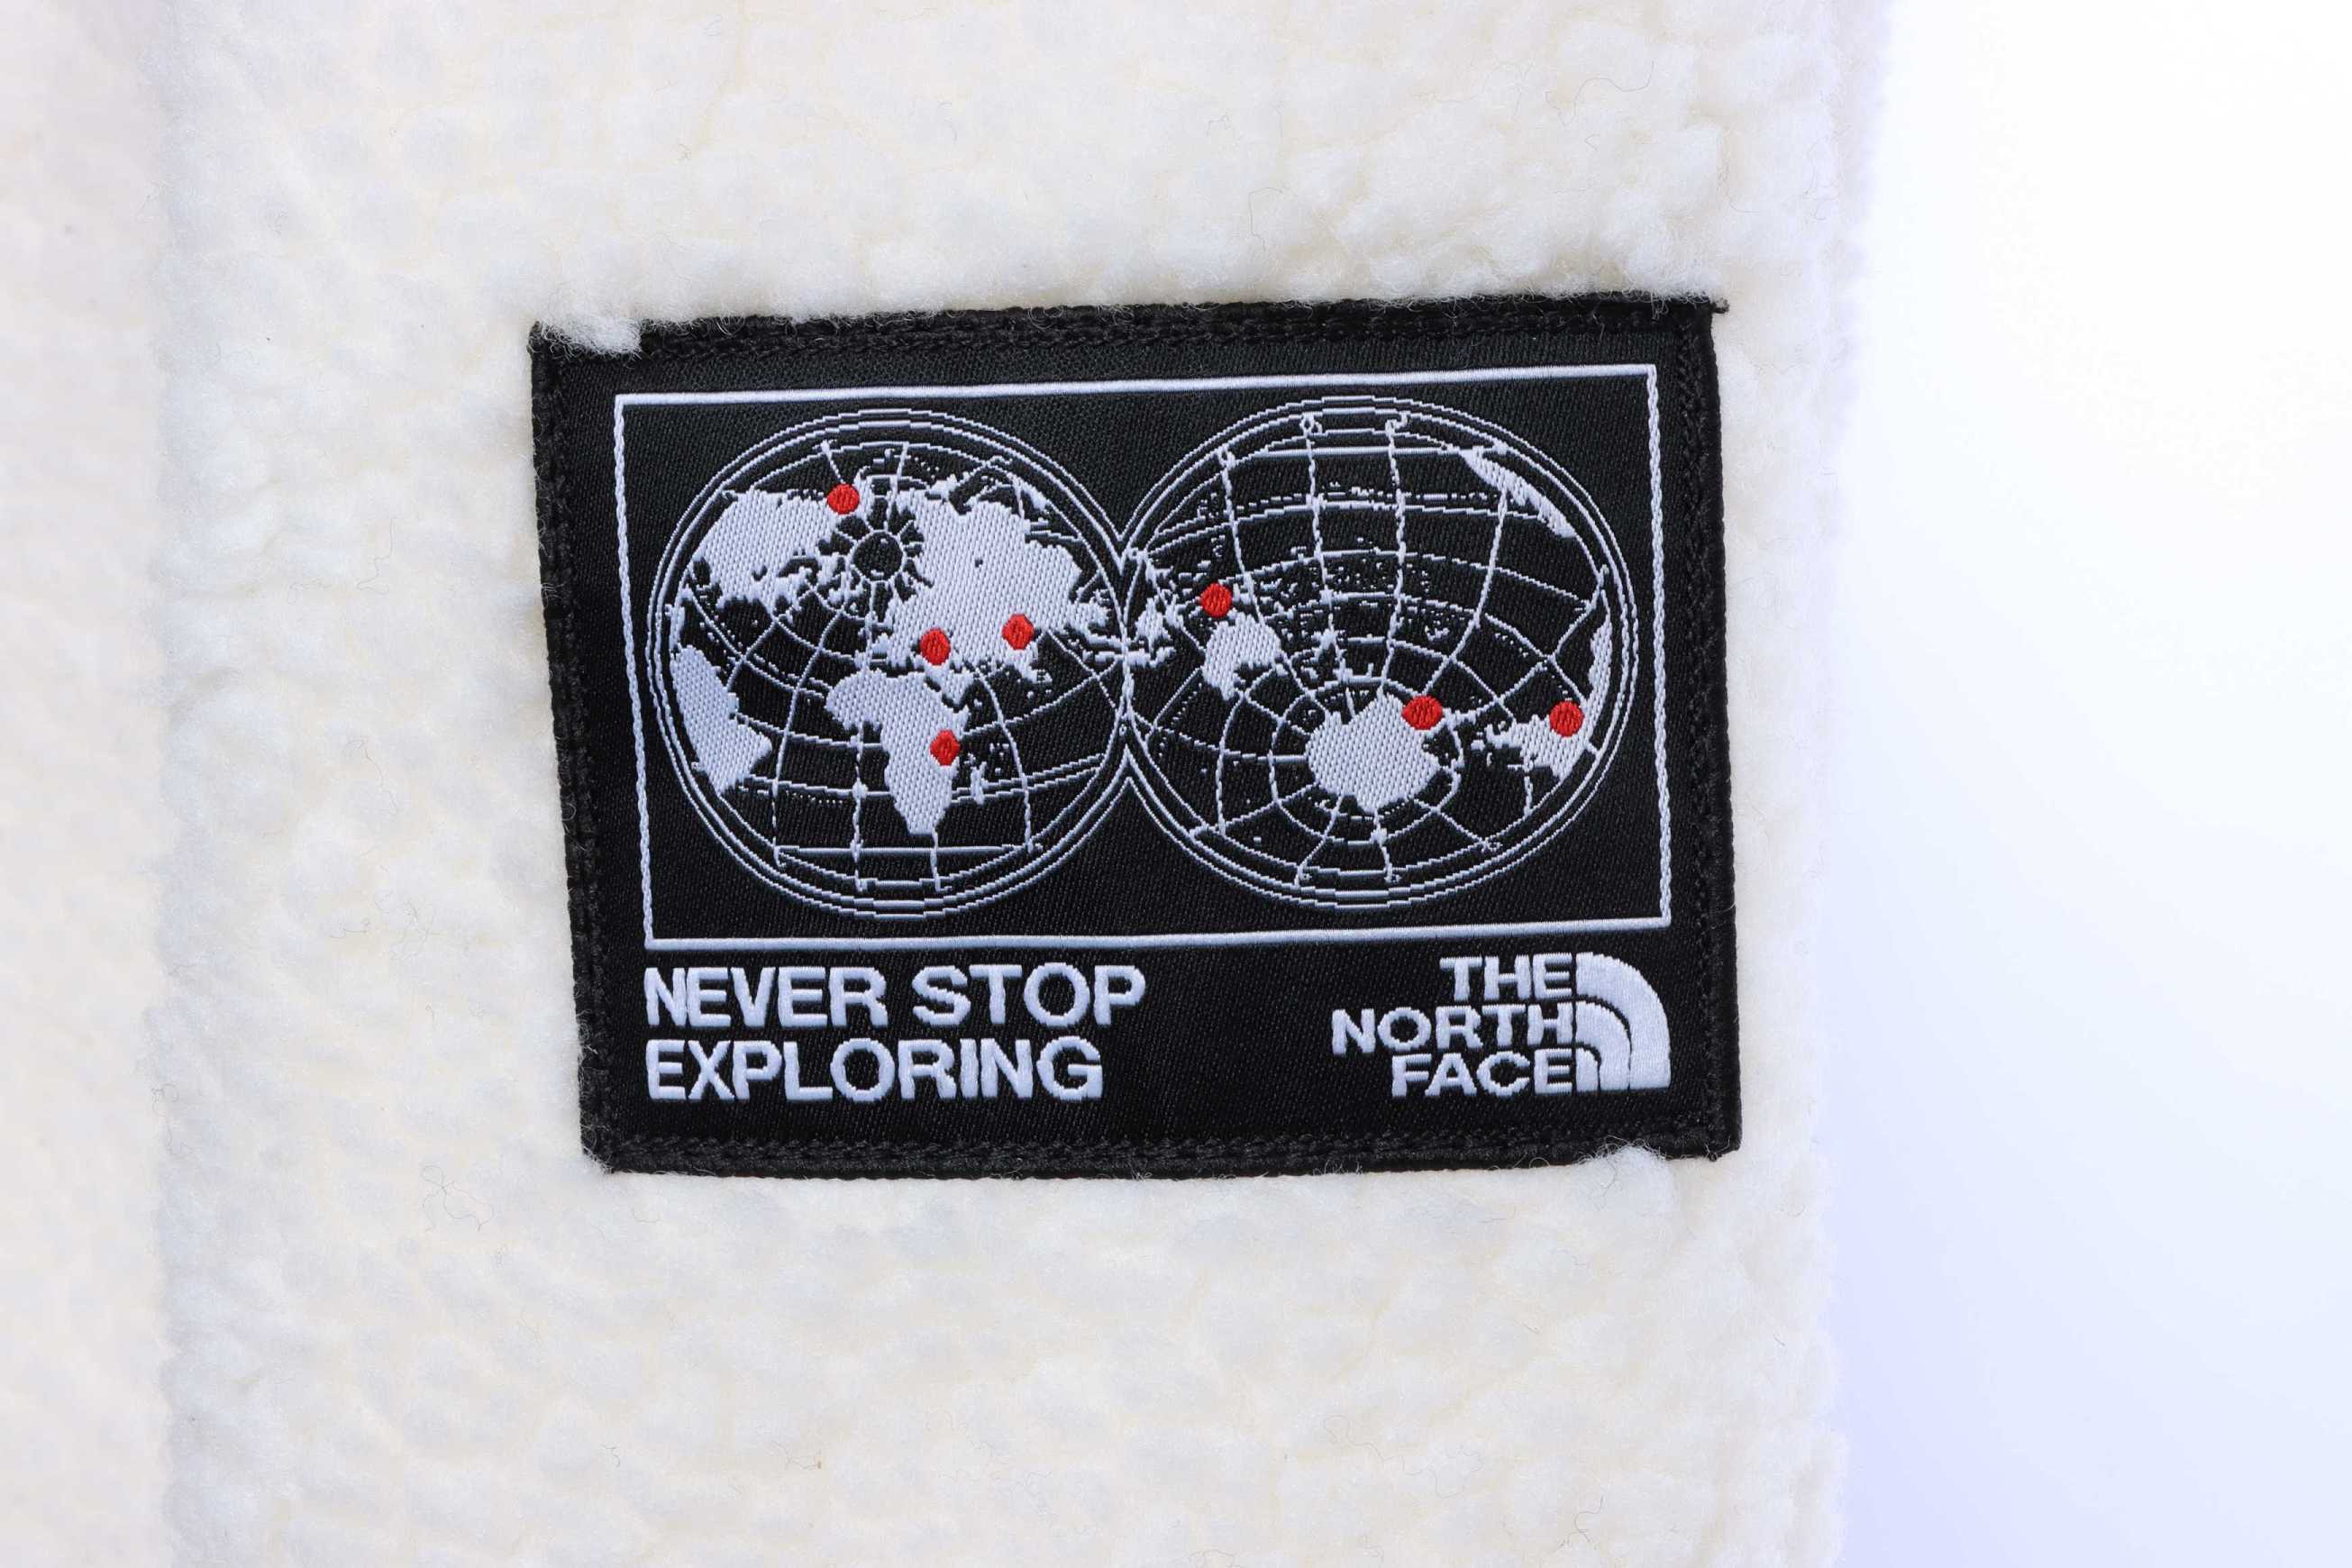 NEVER STOP
EXPLORING
THE
NORTH
FACE